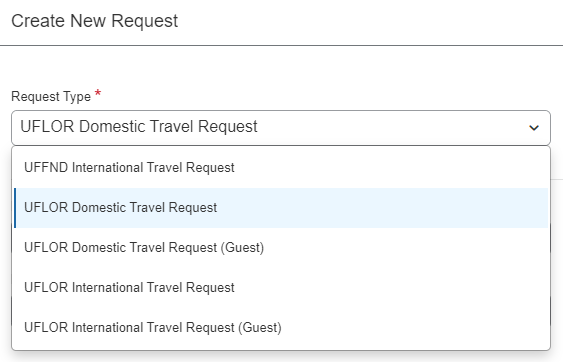 Create New Request
Request Type *
UFLOR Domestic Travel Request
UFFND International Travel Request
UFLOR Domestic Travel Request
UFLOR Domestic Travel Request (Guest)
UFLOR International Travel Request
UFLOR International Travel Request (Guest)